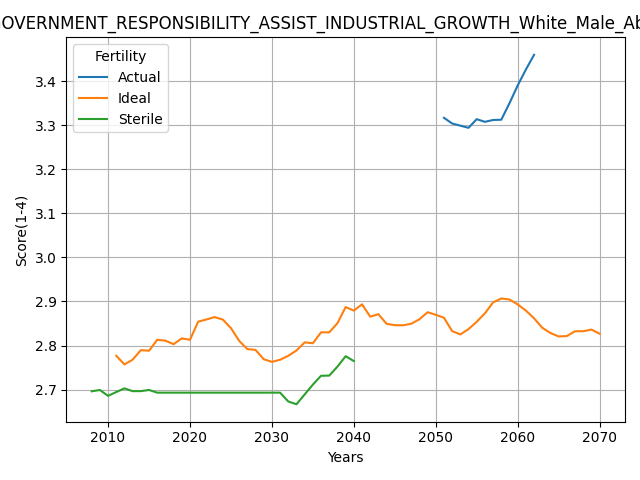 OVERNMENT_RESPONSIBILITY_ASSIST_INDUSTRIAL_GROWTH_White_Male_Ab
Fertility
Actual
Ideal
Sterile
3.4
3.3
3.2
3.1
3.0
2.9
2.8
2.7
Score(1-4)
2010 2020 2030 2040 2050 2060 2070
Years